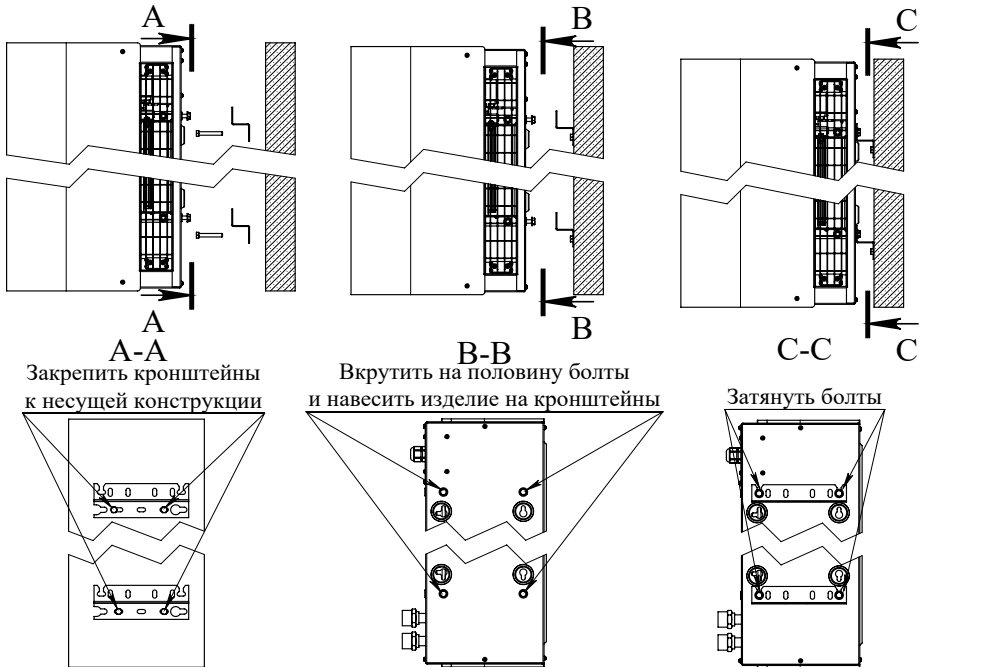 А
В
С
А
В
С
А-А
В-В
С-С
Закрепить кронштейны
к несущей конструкции
Вкрутить на половину болты
и навесить изделие на кронштейны
Затянуть болты